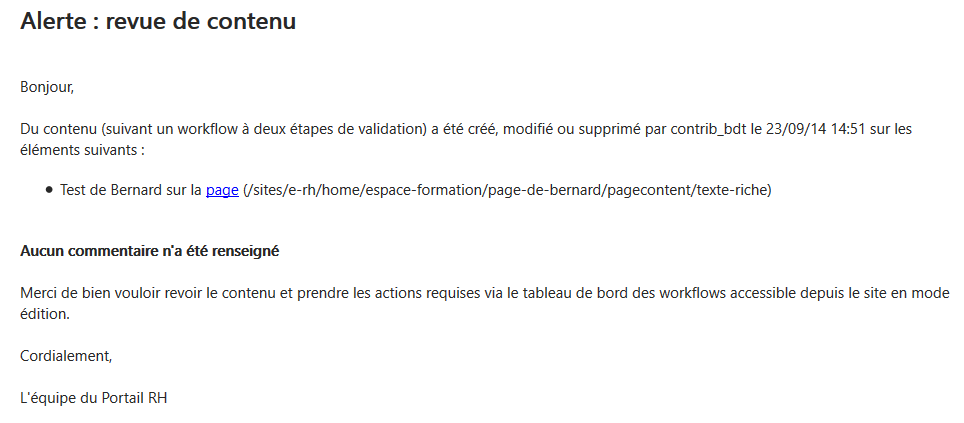 Alerte : revue de contenu
Bonjour,
Du contenu (suivant un workflow à deux étapes de validation) a été créé, modifié ou supprimé par contrib_bdt le 23/09/14 14:51 sur les
éléments suivants :
• Test de Bernard sur la page (/sites/e-rh/home/espace-formation/page-de-bernard/pagecontent/texte-riche)
Aucun commentaire n'a été renseigné
Merci de bien vouloir revoir le contenu et prendre les actions requises via le tableau de bord des workflows accessible depuis le site en mode
édition.
Cordialement,
L'équipe du Portail RH